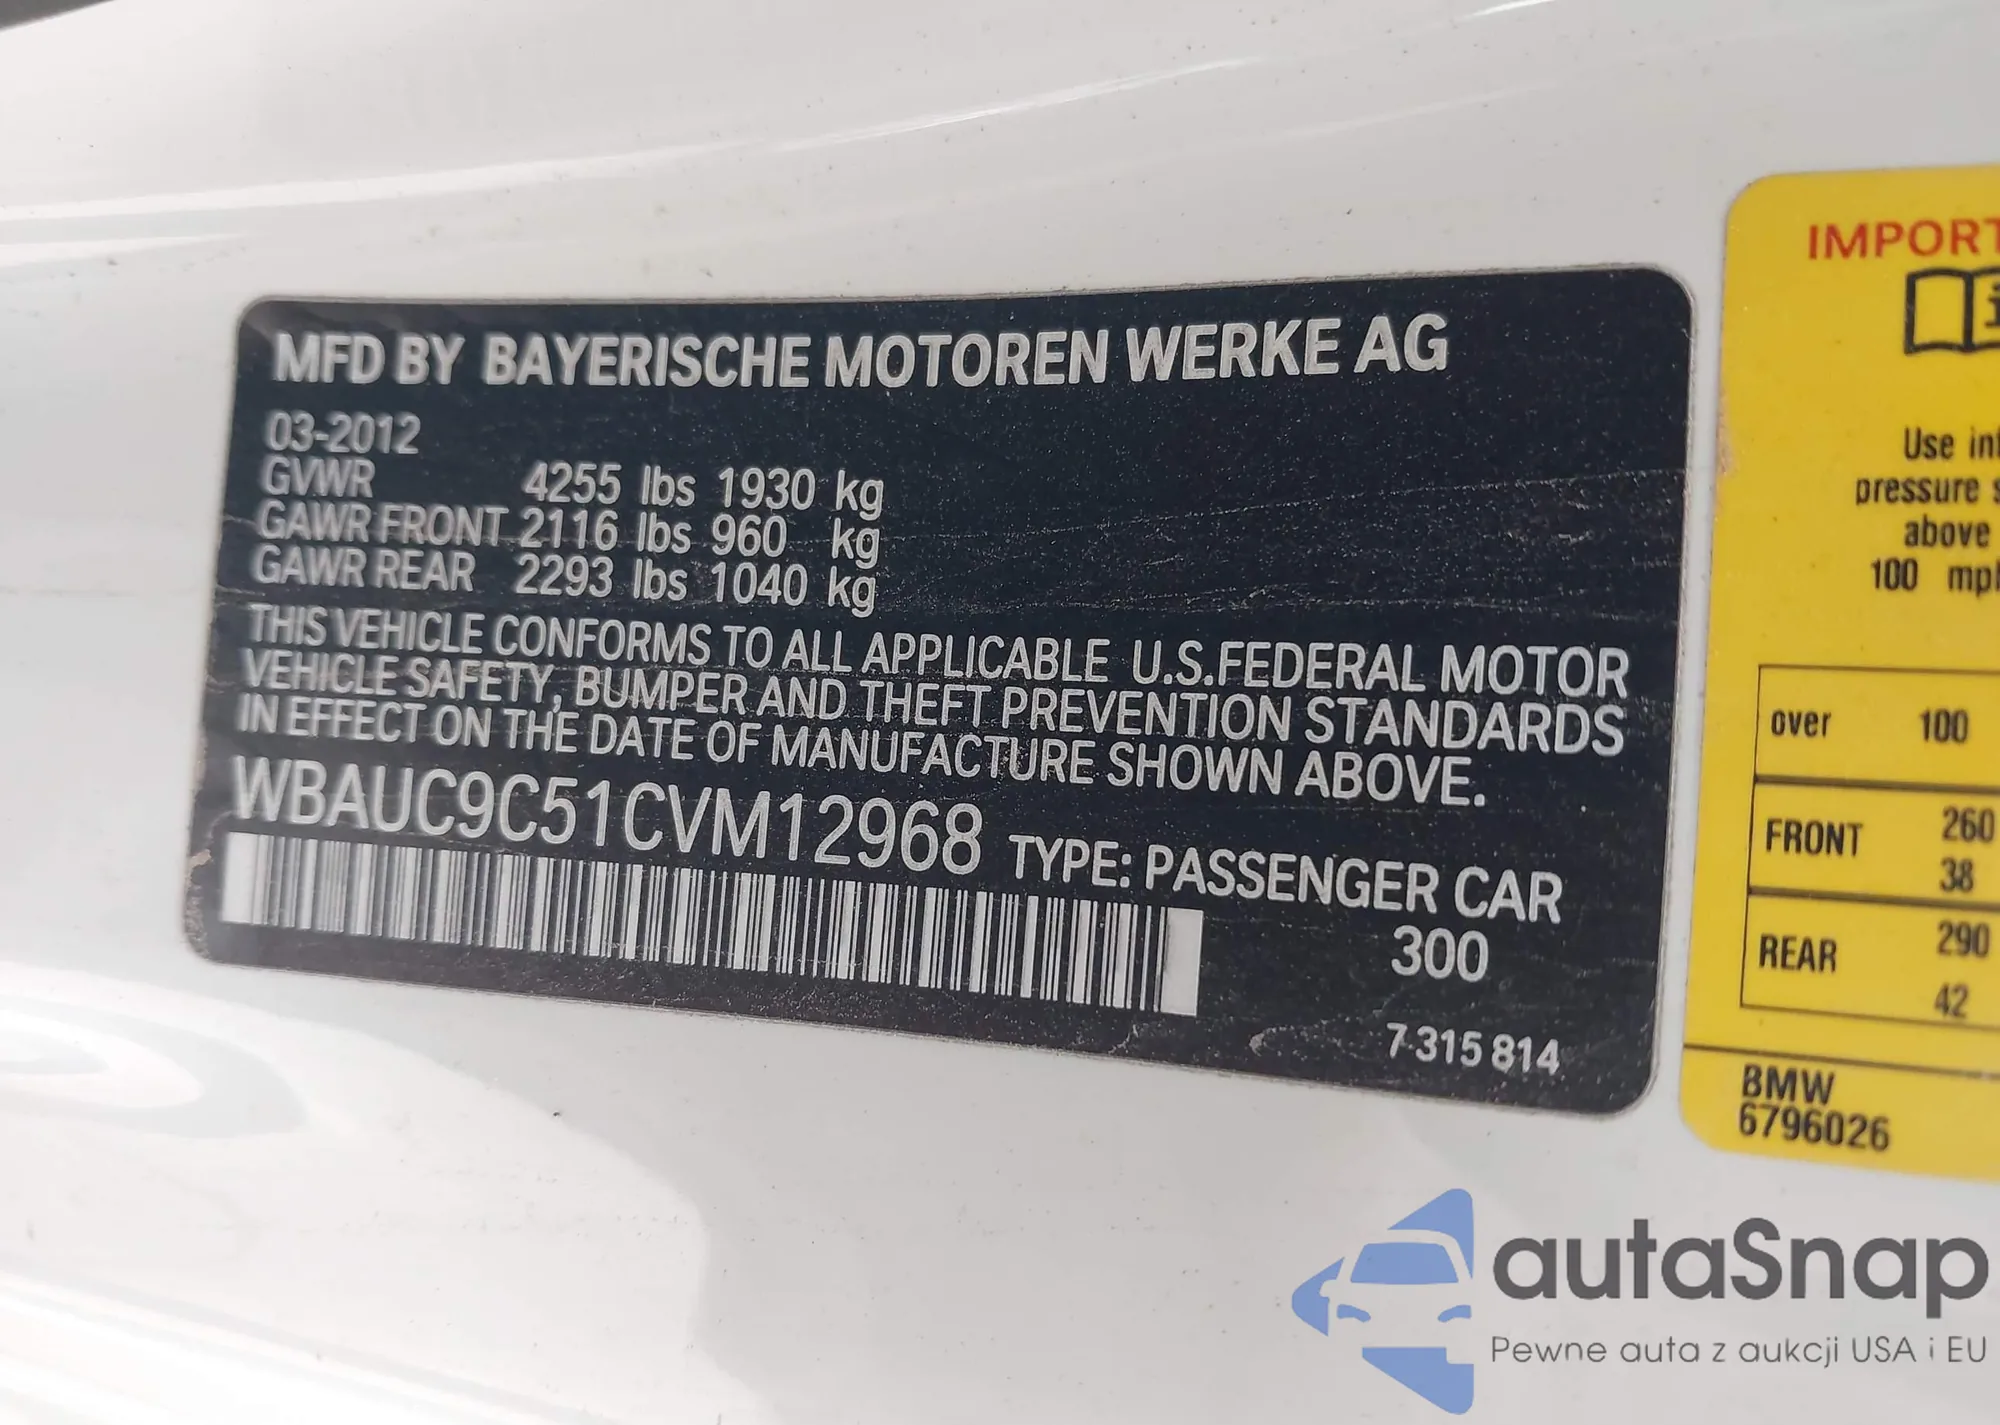 MFD BY BAYERISCHE MOTOREN WERKE AG
03-2012
GVWR 4255 lbs 1930 kg
GAWR FRONT 2116 lbs 960 kg
GAWR REAR 2293 lbs 1040 kg
THIS VEHICLE CONFORMS TO ALL APPLICABLE U.S.FEDERAL MOTOR
VEHICLE SAFETY, BUMPER AND THEFT PREVENTION STANDARDS
IN EFFECT ON THE DATE OF MANUFACTURE SHOWN ABOVE.
WBAUC9C51CVM12968 TYPE: PASSENGER CAR
300
7 315 814
IMPORT
Use inf
pressure s
above
100 mph
over 100
FRONT 260
38
REAR 290
42
BMW
6796026
autaSnap
Pewne auta z aukcji USA i EU